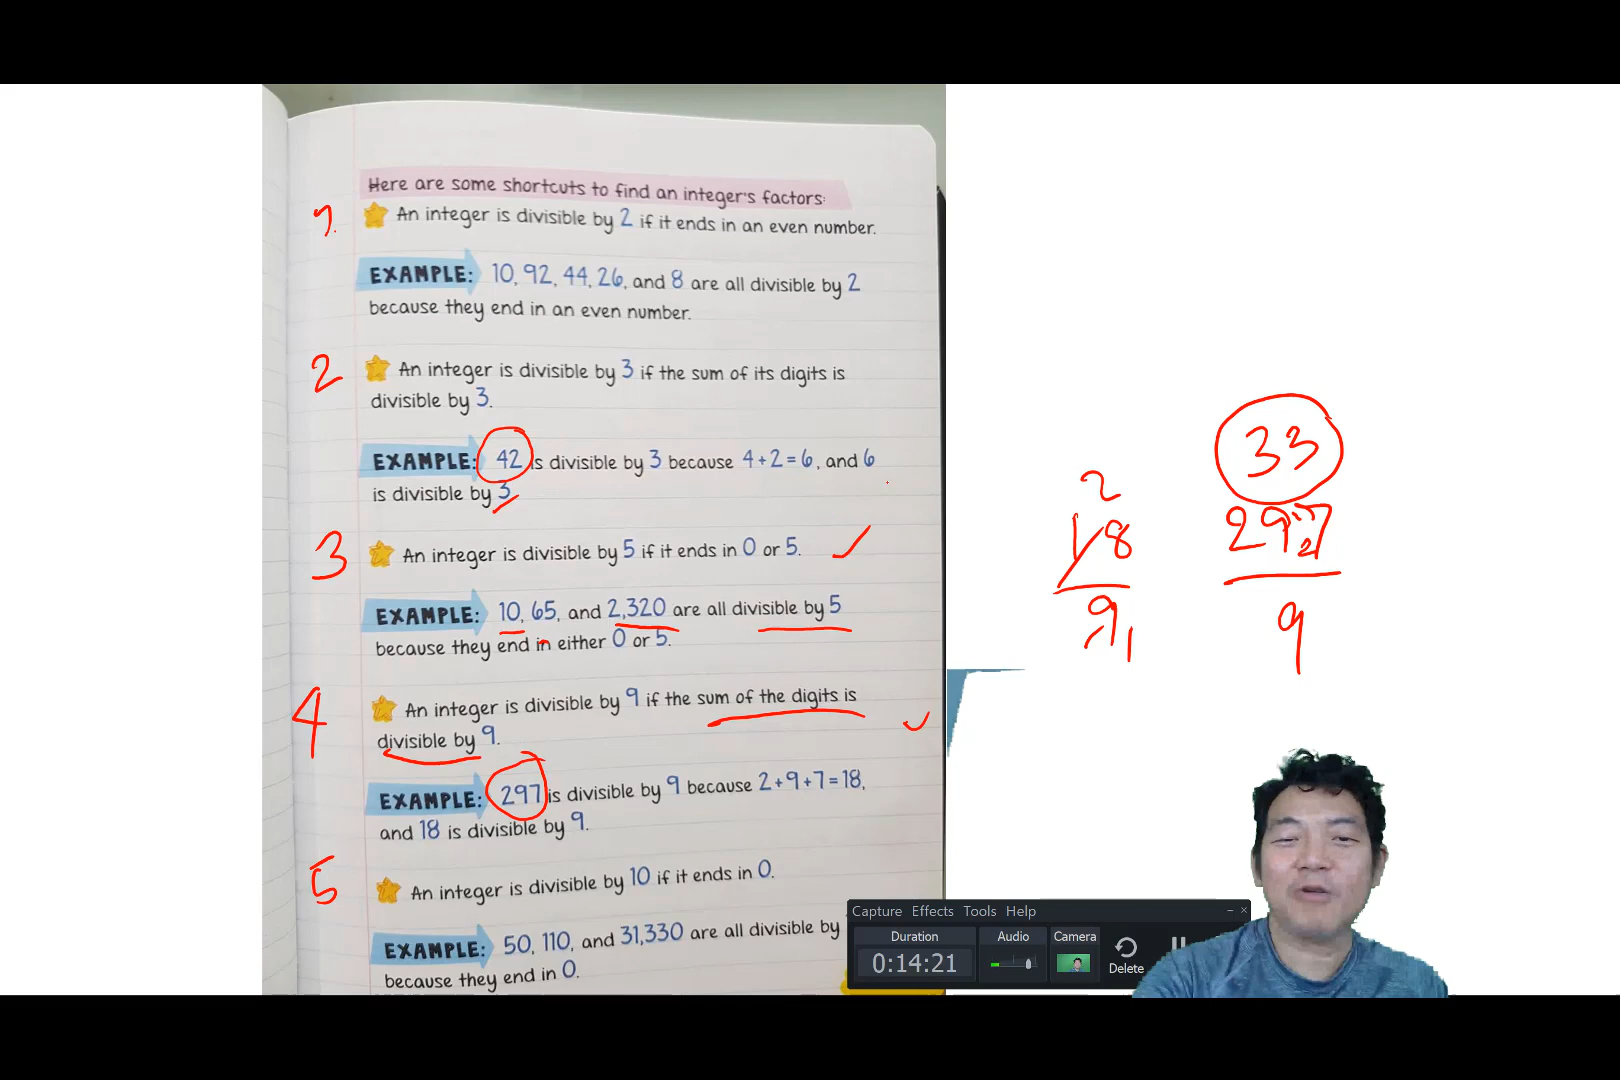 Here are some shortcuts to find an integer's factors:
1. An integer is divisible by 2 if it ends in an even number.
EXAMPLE: 10, 92, 44, 26, and 8 are all divisible by 2
because they end in an even number.
2 An integer is divisible by 3 if the sum of its digits is
divisible by 3.
EXAMPLE: 42 is divisible by 3 because 4+2=6, and 6
is divisible by 3.
3 An integer is divisible by 5 if it ends in 0 or 5.
EXAMPLE: 10, 65, and 2,320 are all divisible by 5
because they end in either 0 or 5.
4 An integer is divisible by 9 if the sum of the digits is
divisible by 9.
EXAMPLE: 297 is divisible by 9 because 2+9+7=18,
and 18 is divisible by 9.
5 An integer is divisible by 10 if it ends in 0.
EXAMPLE: 50, 110, and 31,330 are all divisible by
because they end in 0.
2
18
9
33
297
2
9
Capture Effects Tools Help
Duration Audio Camera
0:14:21 Delete